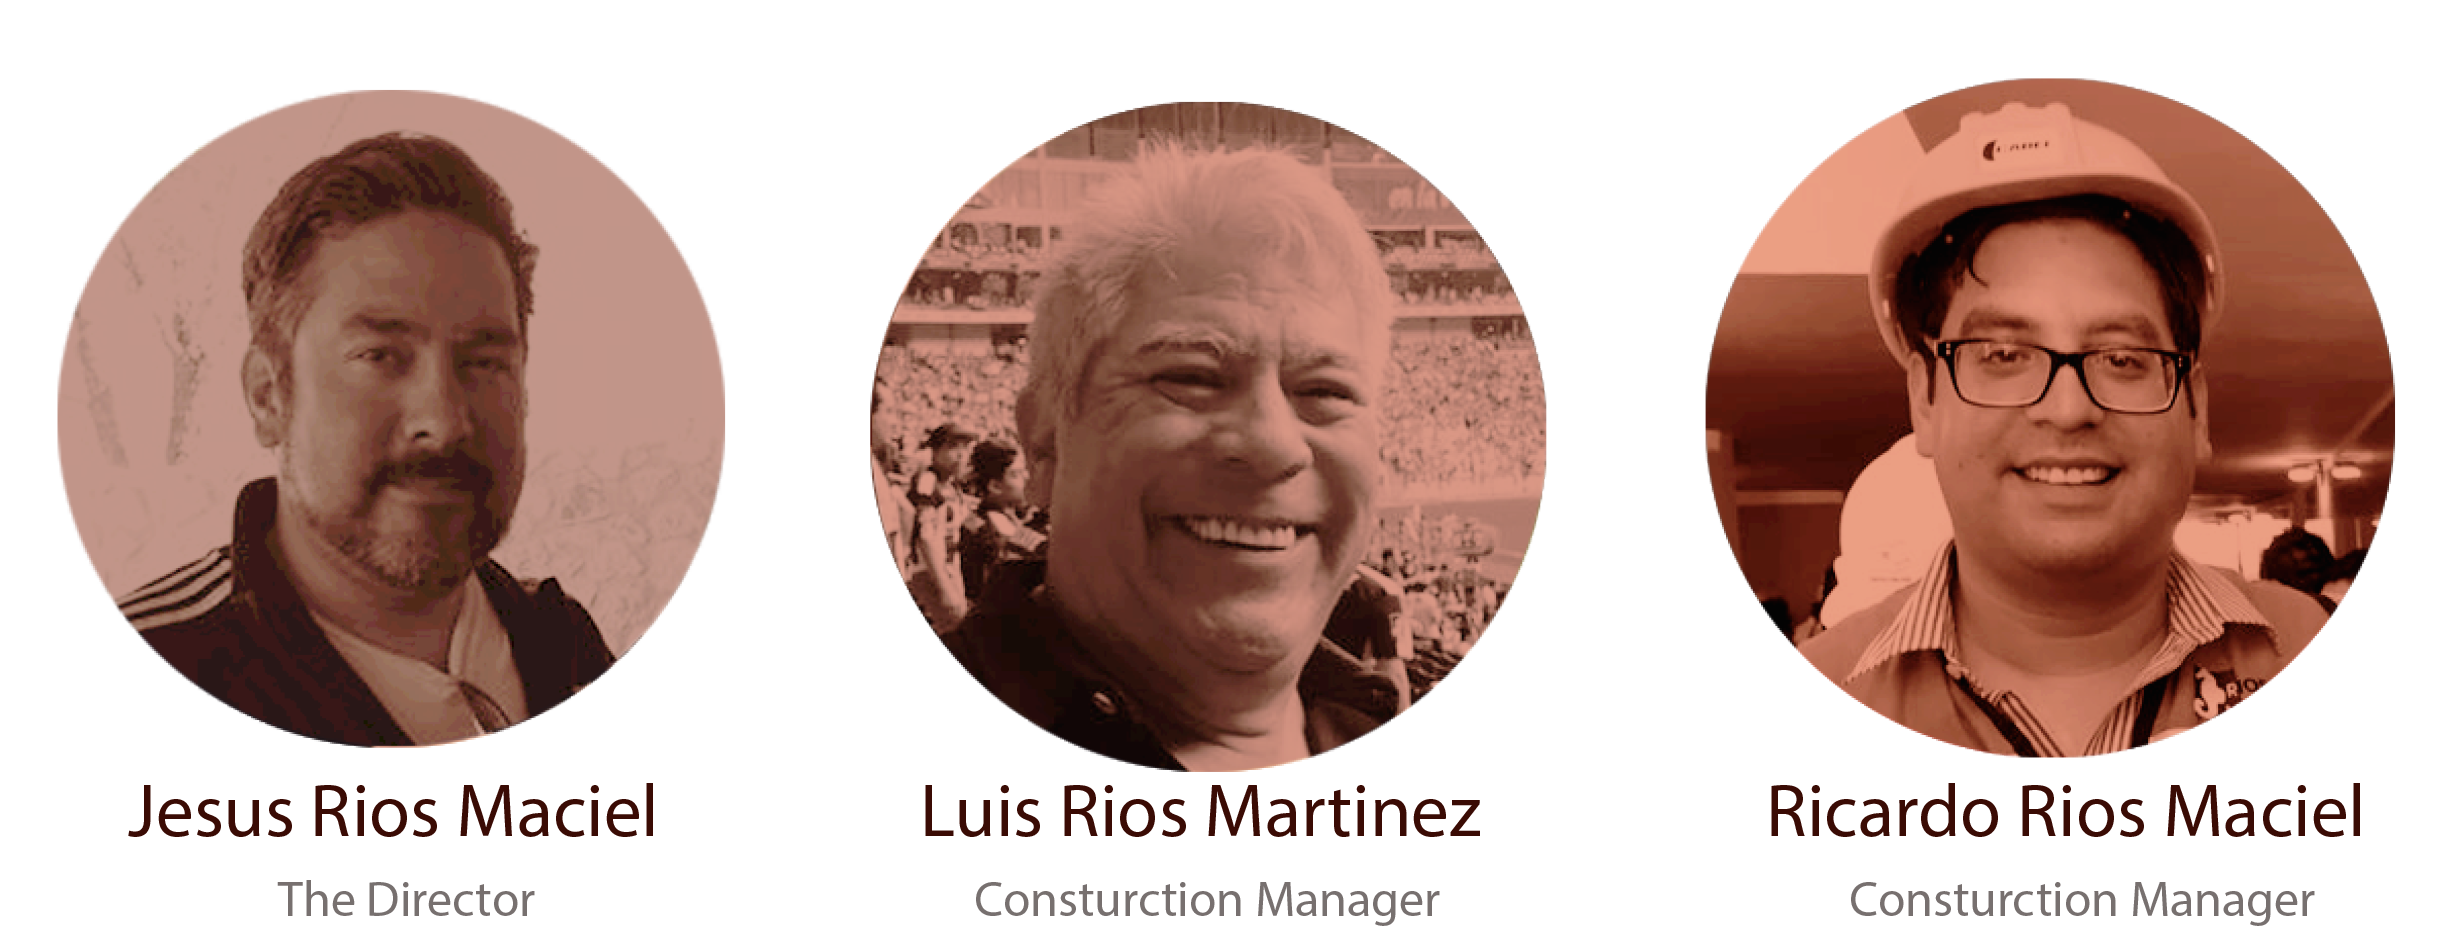 Jesus Rios Maciel
The Director
Luis Rios Martinez
Consturction Manager
Ricardo Rios Maciel
Consturction Manager